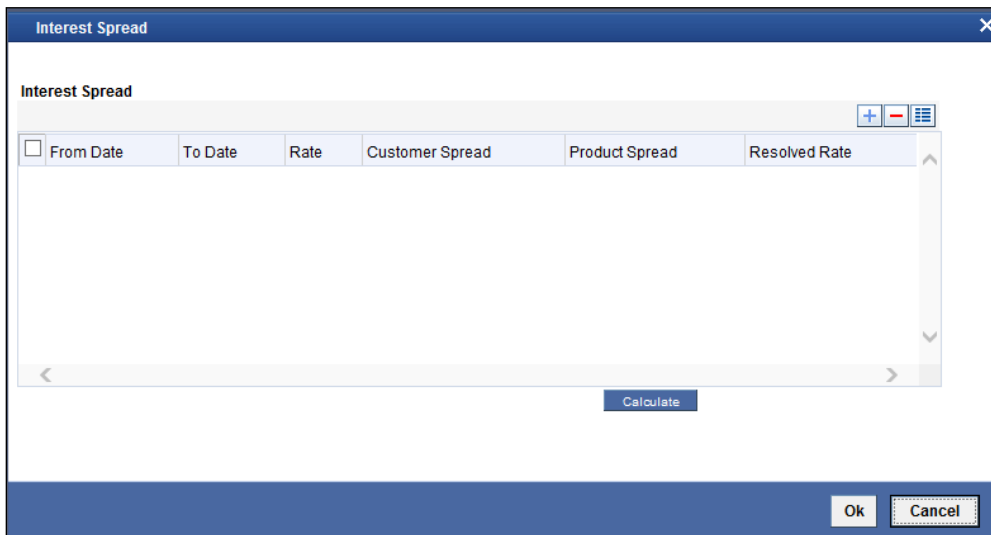 Interest Spread
Interest Spread
From Date To Date Rate Customer Spread Product Spread Resolved Rate
Calculate
Ok Cancel